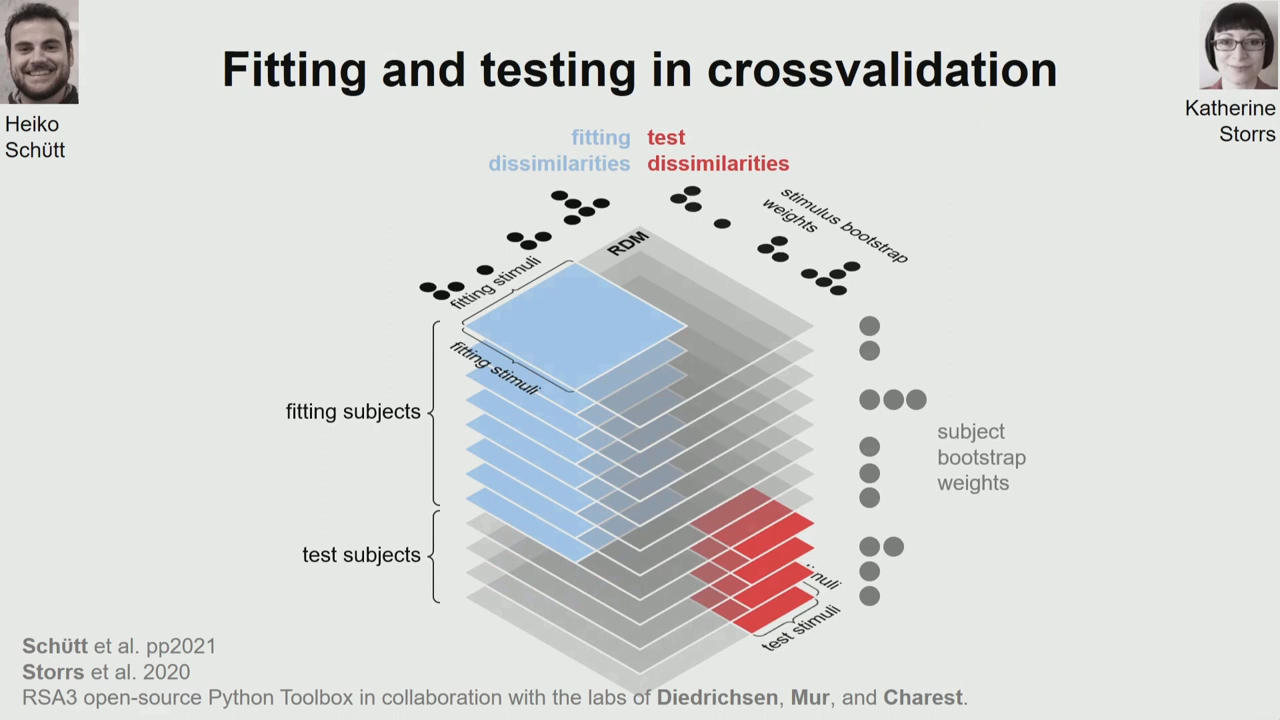 Heiko
Schütt
Fitting and testing in crossvalidation
Katherine
Storrs
fitting
dissimilarities
test
dissimilarities
stimulus bootstrap
weights
RDM
fitting stimuli
fitting stimuli
fitting subjects
subject
bootstrap
weights
test subjects
test stimuli
Schütt et al. pp2021
Storrs et al. 2020
RSA3 open-source Python Toolbox in collaboration with the labs of Diedrichsen, Mur, and Charest.